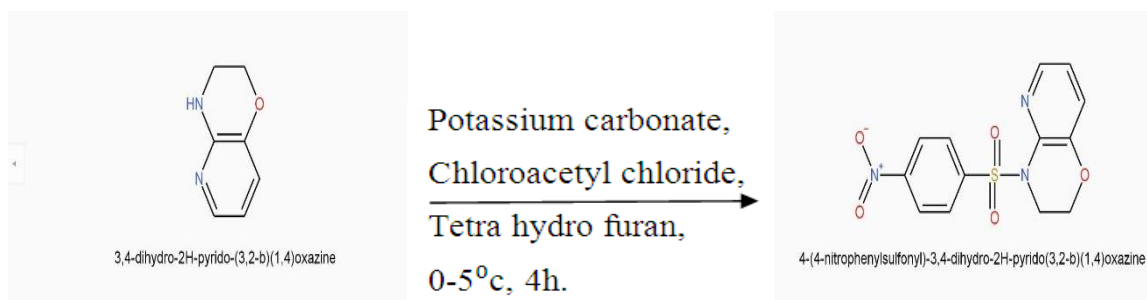 HN
O
N
3,4-dihydro-2H-pyrido-(3,2-b)(1,4)oxazine
Potassium carbonate,
Chloroacetyl chloride,
Tetra hydro furan,
0-5⁰c, 4h.
N
O⁻
O
N⁺
S
N
O
O
O
4-(4-nitrophenylsulfonyl)-3,4-dihydro-2H-pyrido(3,2-b)(1,4)oxazine